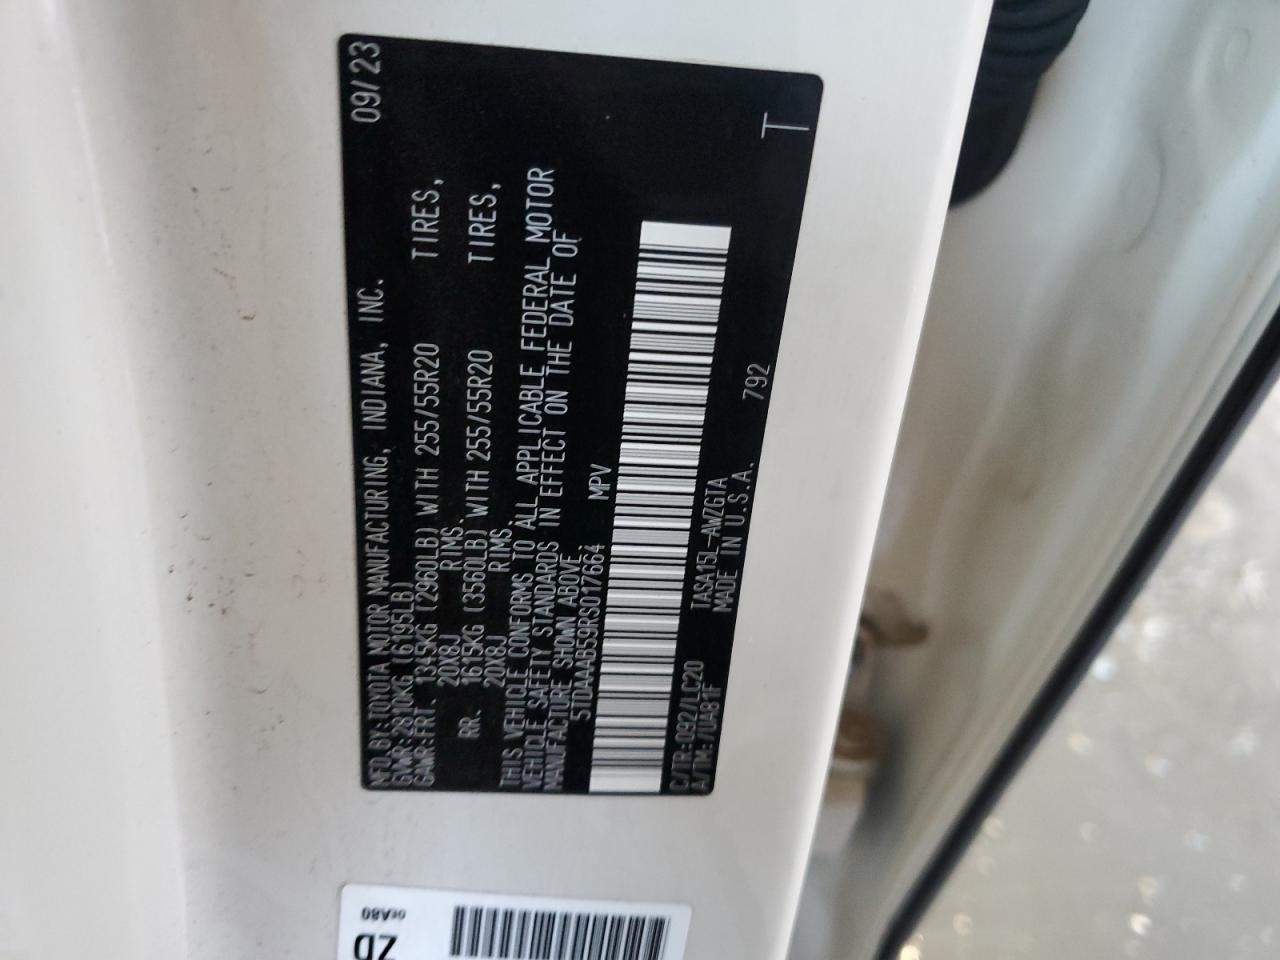 MFD.BY:TOYOTA MOTOR MANUFACTURING, INDIANA, INC. 09/23
GVWR:2810KG (6195LB)
GAWR:FRT. 1345KG (2960LB) WITH 255/55R20 TIRES,
20X8J RIMS.
RR. 1615KG (3560LB) WITH 255/55R20 TIRES,
20X8J RIMS.
THIS VEHICLE CONFORMS TO ALL APPLICABLE FEDERAL MOTOR
VEHICLE SAFETY STANDARDS IN EFFECT ON THE DATE OF
MANUFACTURE SHOWN ABOVE.
5TDAAAB59RS017664 MPV
C/TR:092/LC20 TASA15L-AWZGTA
A/TM:/UA81F MADE IN U.S.A. 792
T
0EA80
ZD